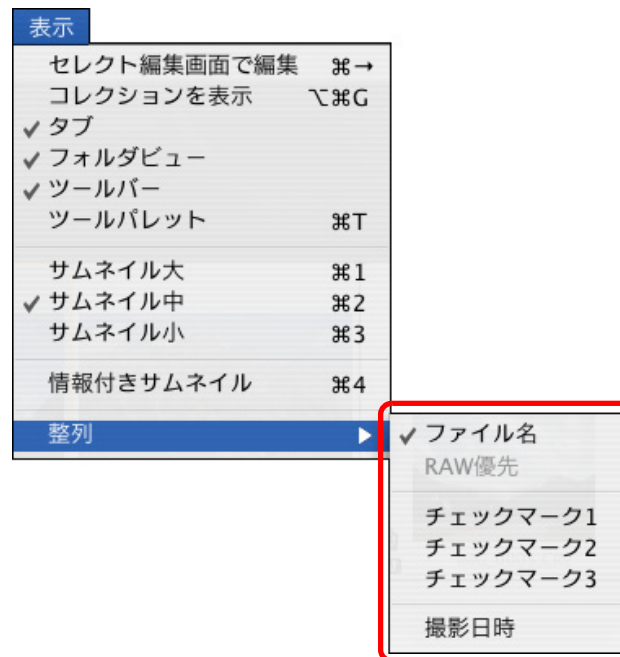 表示
セレクト編集画面で編集 ⌘→
コレクションを表示 ⌥⌘G
✓ タブ
✓ フォルダビュー
✓ ツールバー
ツールパレット ⌘T
サムネイル大 ⌘1
✓ サムネイル中 ⌘2
サムネイル小 ⌘3
情報付きサムネイル ⌘4
整列 ▶
✓ ファイル名
RAW優先
チェックマーク1
チェックマーク2
チェックマーク3
撮影日時